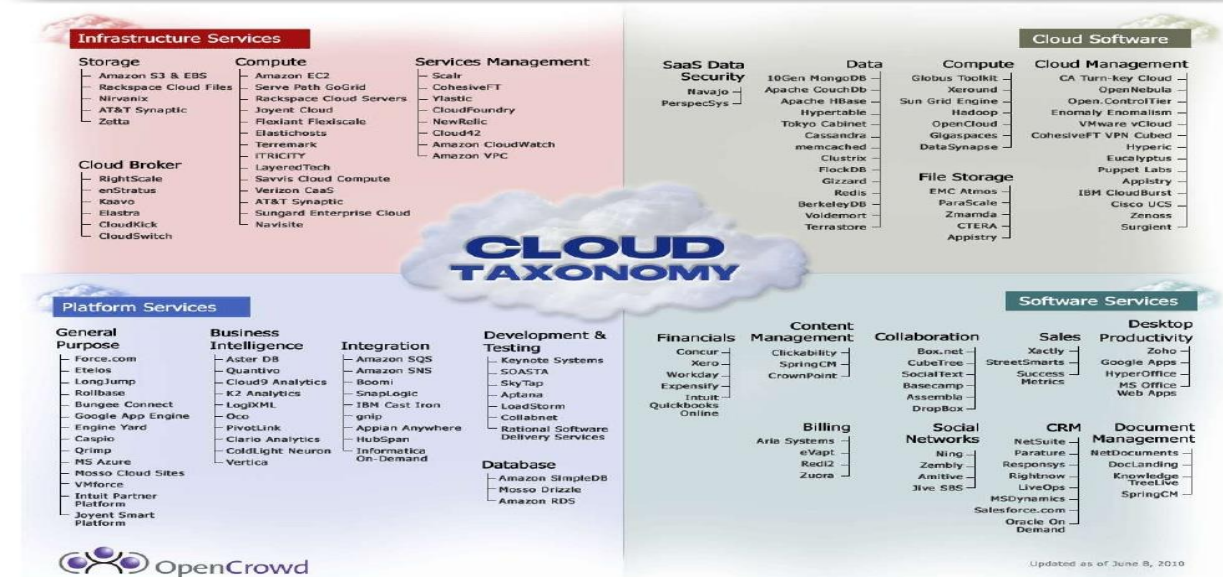 Infrastructure Services
Storage
Amazon S3 & EBS
Rackspace Cloud Files
Nirvanix
AT&T Synaptic
Zetta
Cloud Broker
RightScale
enStratus
Kaavo
Elastra
CloudKick
CloudSwitch
Compute
Amazon EC2
Serve Path GoGrid
Rackspace Cloud Servers
Joyent Cloud
Flexiant Flexiscale
Elastichosts
Terremark
ITRICITY
LayeredTech
Savvis Cloud Compute
Verizon CaaS
AT&T Synaptic
Sungard Enterprise Cloud
Navisite
Services Management
Scalr
CohesiveFT
Ylastic
CloudFoundry
NewRelic
Cloud42
Amazon CloudWatch
Amazon VPC
Cloud Software
SaaS Data
Security
Navajo
PerspecSys
Data
10Gen MongoDB
Apache CouchDb
Apache HBase
Hypertable
Tokyo Cabinet
Cassandra
memcached
Clustrix
FlockDB
Gizzard
Redis
BerkeleyDB
Voldemort
Terrastore
Compute
Globus Toolkit
Xeround
Sun Grid Engine
Hadoop
OpenCloud
Gigaspaces
DataSynapse
File Storage
EMC Atmos
ParaScale
Zmamda
CTERA
Appistry
Cloud Management
CA Turn-key Cloud
OpenNebula
Open.ControlTier
Enomaly Enomalism
VMware vCloud
CohesiveFT VPN Cubed
Hyperic
Eucalyptus
Puppet Labs
Appistry
IBM CloudBurst
Cisco UCS
Zenoss
Surgient
CLOUD
TAXONOMY
Platform Services
General
Purpose
Force.com
Etelos
LongJump
Rollbase
Bungee Connect
Google App Engine
Engine Yard
Caspio
Qrimp
MS Azure
Mosso Cloud Sites
VMforce
Intuit Partner
Platform
Joyent Smart
Platform
Business
Intelligence
Aster DB
Quantivo
Cloud9 Analytics
K2 Analytics
LogiXML
Oco
PivotLink
Clario Analytics
ColdLight Neuron
Vertica
Integration
Amazon SQS
Amazon SNS
Boomi
SnapLogic
IBM Cast Iron
gnip
Appian Anywhere
HubSpan
Informatica
On-Demand
Development &
Testing
Keynote Systems
SOASTA
SkyTap
Aptana
LoadStorm
Collabnet
Rational Software
Delivery Services
Database
Amazon SimpleDB
Mosso Drizzle
Amazon RDS
Software Services
Financials
Concur
Xero
Workday
Expensify
Intuit
Quickbooks
Online
Content
Management
Clickability
SpringCM
CrownPoint
Billing
Aria Systems
eVapt
Redi2
Zuora
Collaboration
Box.net
CubeTree
SocialText
Basecamp
Assembla
DropBox
Social
Networks
Ning
Zembly
Amitive
Jive SBS
Sales
Xactly
StreetSmarts
Success
Metrics
CRM
NetSuite
Parature
Responsys
Rightnow
LiveOps
MSDynamics
Salesforce.com
Oracle On
Demand
Desktop
Productivity
Zoho
Google Apps
HyperOffice
MS Office
Web Apps
Document
Management
NetDocuments
DocLanding
Knowledge
TreeLive
SpringCM
OpenCrowd
Updated as of June 8, 2010